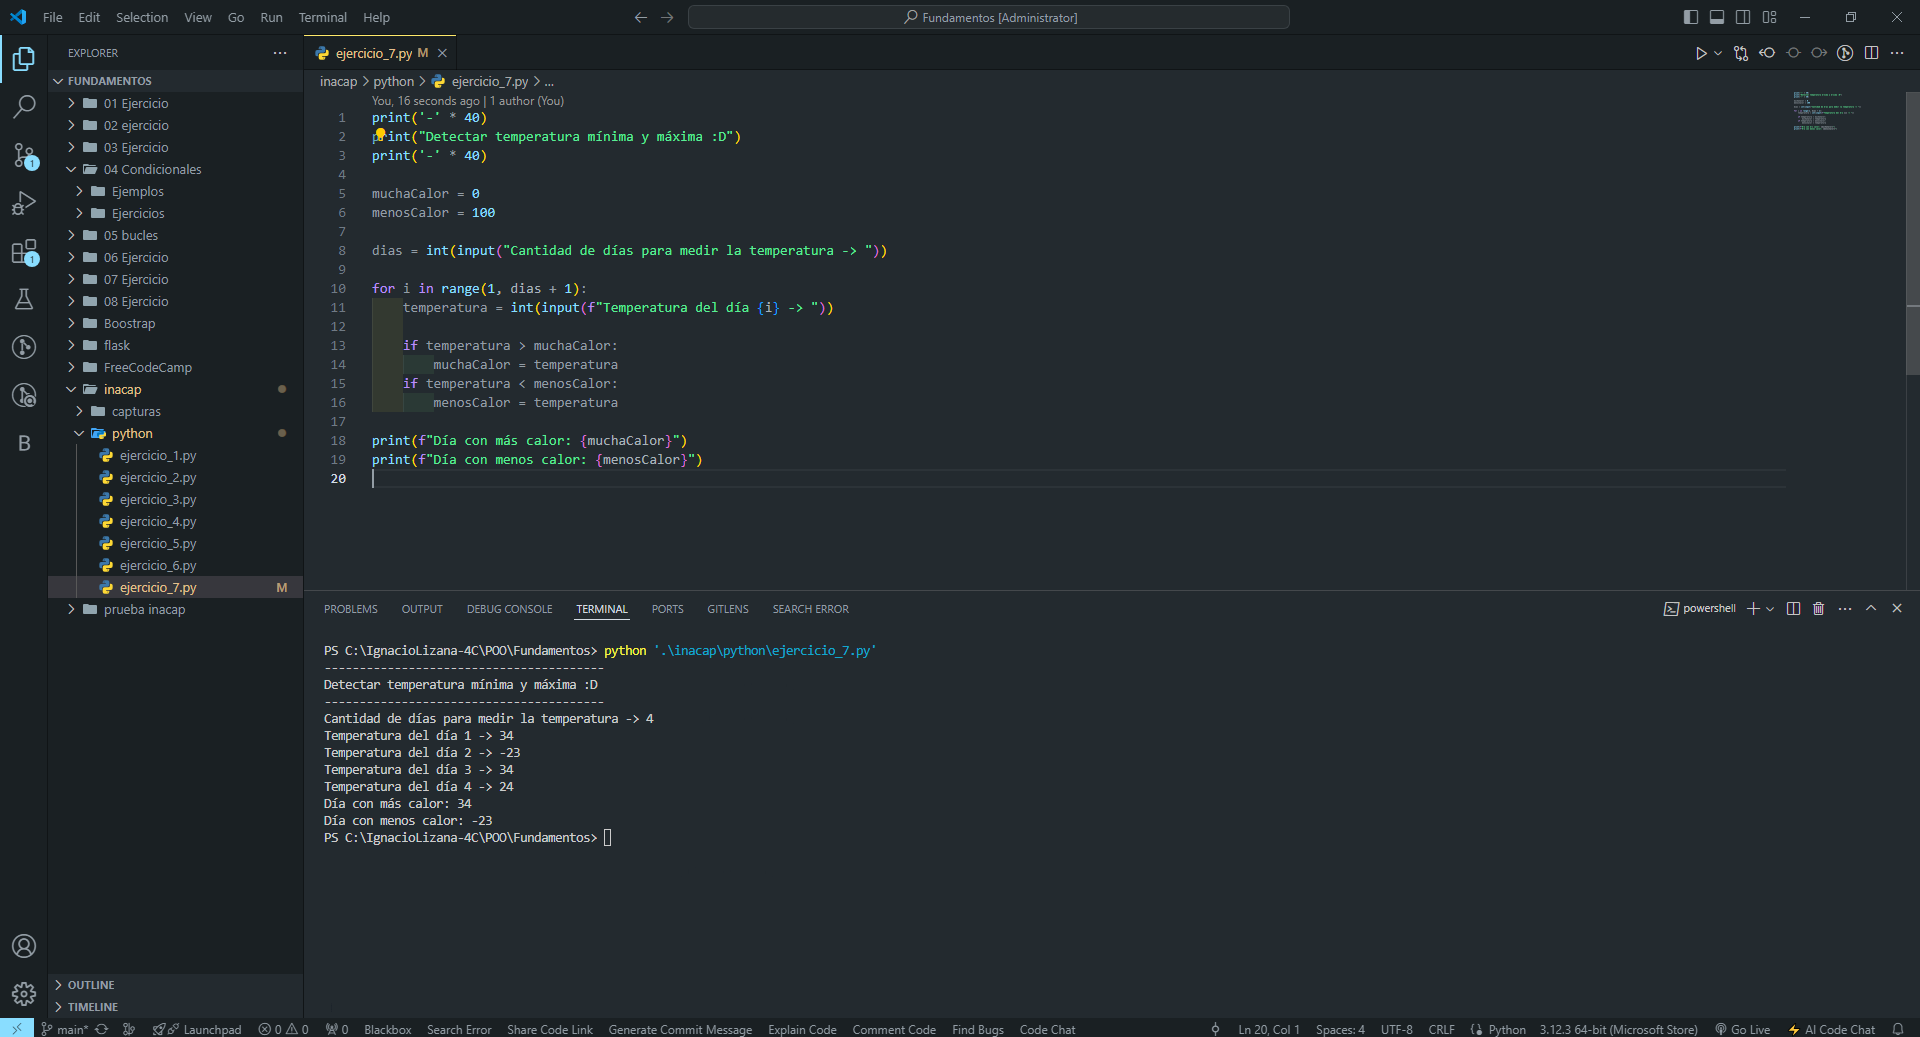 File Edit Selection View Go Run Terminal Help
Fundamentos [Administrator]
EXPLORER
FUNDAMENTOS
01 Ejercicio
02 ejercicio
03 Ejercicio
04 Condicionales
Ejemplos
Ejercicios
05 bucles
06 Ejercicio
07 Ejercicio
08 Ejercicio
Boostrap
flask
FreeCodeCamp
inacap
capturas
python
ejercicio_1.py
ejercicio_2.py
ejercicio_3.py
ejercicio_4.py
ejercicio_5.py
ejercicio_6.py
ejercicio_7.py M
prueba inacap
OUTLINE
TIMELINE
1
1
B
ejercicio_7.py M
inacap > python > ejercicio_7.py > ...
You, 16 seconds ago | 1 author (You)
1 print('-' * 40)
2 print("Detectar temperatura mínima y máxima :D")
3 print('-' * 40)
4
5 muchaCalor = 0
6 menosCalor = 100
7
8 dias = int(input("Cantidad de días para medir la temperatura -> "))
9
10 for i in range(1, dias + 1):
11 temperatura = int(input(f"Temperatura del día {i} -> "))
12
13 if temperatura > muchaCalor:
14 muchaCalor = temperatura
15 if temperatura < menosCalor:
16 menosCalor = temperatura
17
18 print(f"Día con más calor: {muchaCalor}")
19 print(f"Día con menos calor: {menosCalor}")
20
PROBLEMS OUTPUT DEBUG CONSOLE TERMINAL PORTS GITLENS SEARCH ERROR
powershell
PS C:\IgnacioLizana-4C\POO\Fundamentos> python '.\inacap\python\ejercicio_7.py'
----------------------------------------
Detectar temperatura mínima y máxima :D
----------------------------------------
Cantidad de días para medir la temperatura -> 4
Temperatura del día 1 -> 34
Temperatura del día 2 -> -23
Temperatura del día 3 -> 34
Temperatura del día 4 -> 24
Día con más calor: 34
Día con menos calor: -23
PS C:\IgnacioLizana-4C\POO\Fundamentos>
main* Launchpad 0 0 0 Blackbox Search Error Share Code Link Generate Commit Message Explain Code Comment Code Find Bugs Code Chat Ln 20, Col 1 Spaces: 4 UTF-8 CRLF Python 3.12.3 64-bit (Microsoft Store) Go Live AI Code Chat